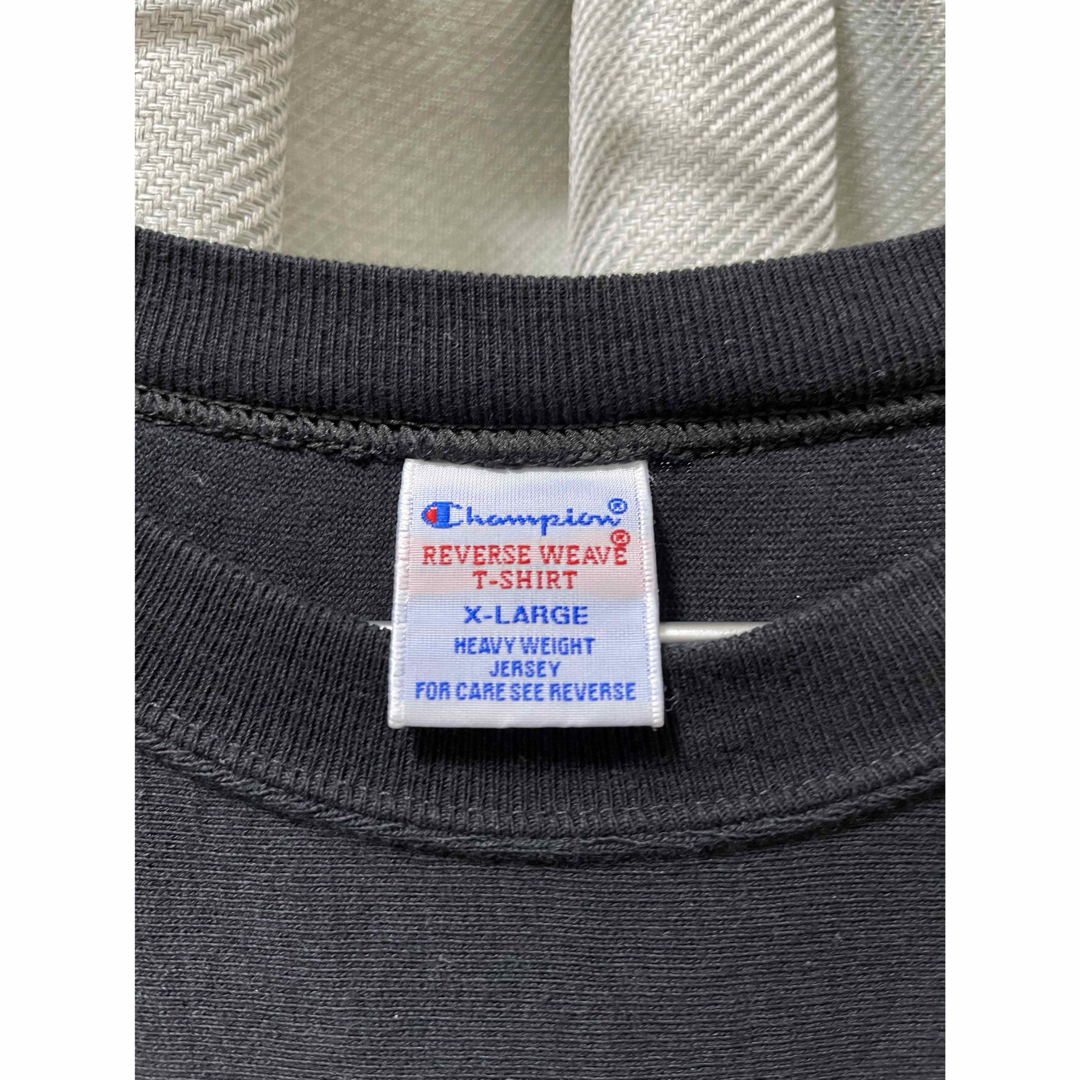 Champion®
REVERSE WEAVE®
T-SHIRT
X-LARGE
HEAVY WEIGHT
JERSEY
FOR CARE SEE REVERSE